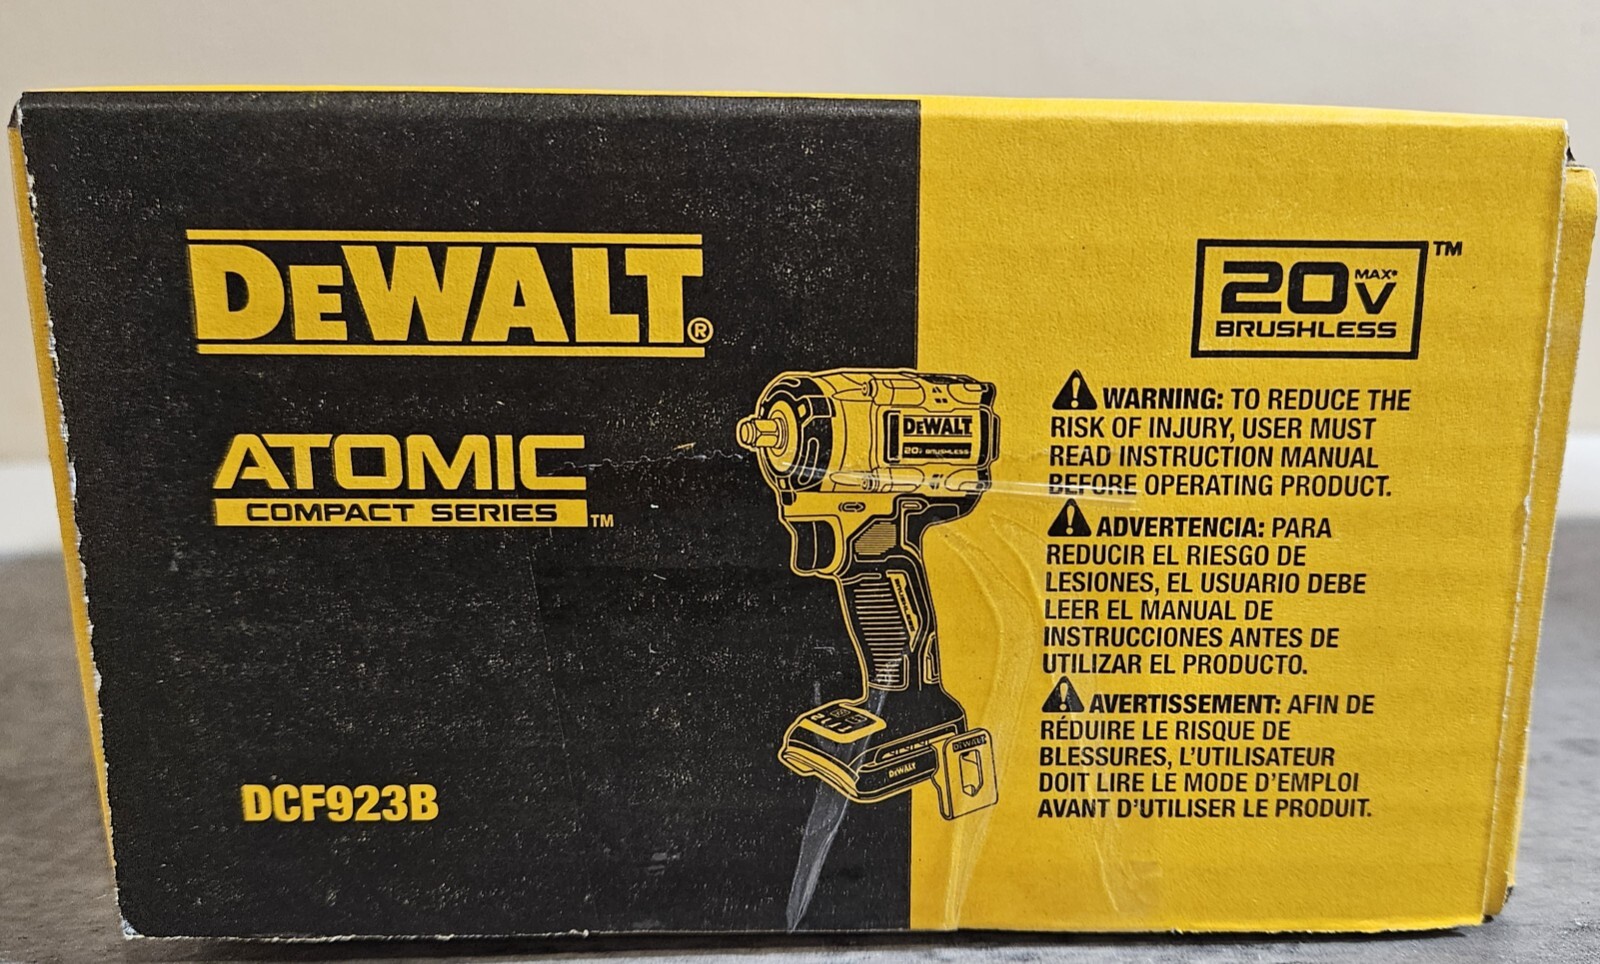 DEWALT®
ATOMIC
COMPACT SERIES™
DCF923B
DEWALT
20V BRUSHLESS
BRUSHLESS
DEWALT
DEWALT
20V MAX* ™
BRUSHLESS
WARNING: TO REDUCE THE
RISK OF INJURY, USER MUST
READ INSTRUCTION MANUAL
BEFORE OPERATING PRODUCT.
ADVERTENCIA: PARA
REDUCIR EL RIESGO DE
LESIONES, EL USUARIO DEBE
LEER EL MANUAL DE
INSTRUCCIONES ANTES DE
UTILIZAR EL PRODUCTO.
AVERTISSEMENT: AFIN DE
RÉDUIRE LE RISQUE DE
BLESSURES, L'UTILISATEUR
DOIT LIRE LE MODE D'EMPLOI
AVANT D'UTILISER LE PRODUIT.